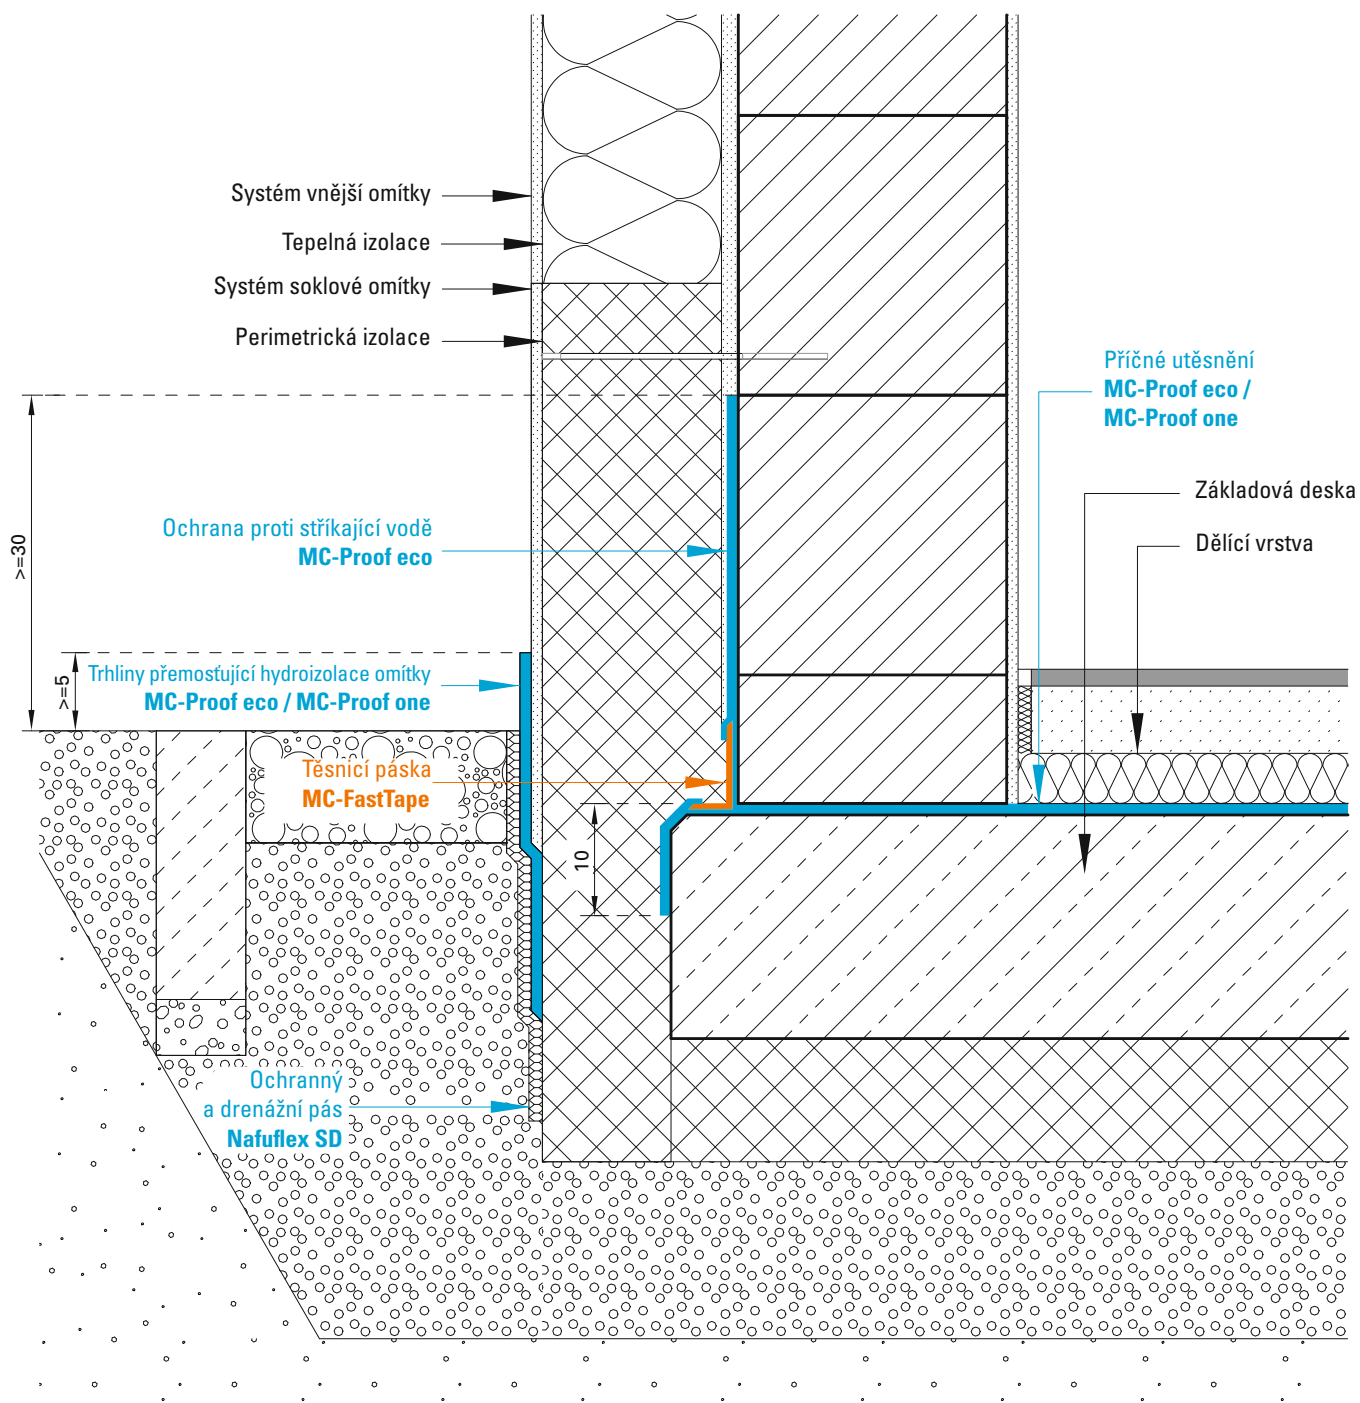 Systém vnější omítky
Tepelná izolace
Systém soklové omítky
Perimetrická izolace
Příčné utěsnění
MC-Proof eco /
MC-Proof one
Základová deska
Dělící vrstva
>=30
Ochrana proti stříkající vodě
MC-Proof eco
>=5
Trhliny přemosťující hydroizolace omítky
MC-Proof eco / MC-Proof one
Těsnicí páska
MC-FastTape
10
Ochranný
a drenážní pás
Nafuflex SD